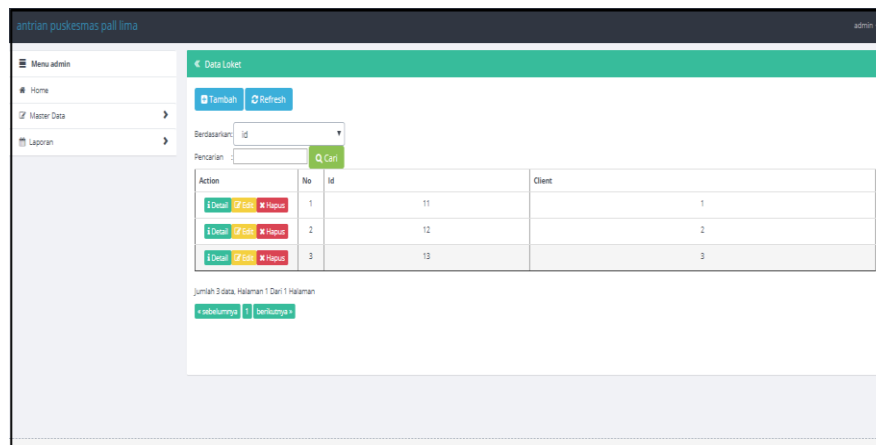 antrian puskesmas pall lima
admin
Menu admin
Home
Master Data
Laporan
Data Loket
Tambah Refresh
Berdasarkan: id
Pencarian :
Cari
Action No Id Client
Detail Edit Hapus 1 11 1
Detail Edit Hapus 2 12 2
Detail Edit Hapus 3 13 3
Jumlah 3 data, Halaman 1 Dari 1 Halaman
« sebelumnya 1 berikutnya »